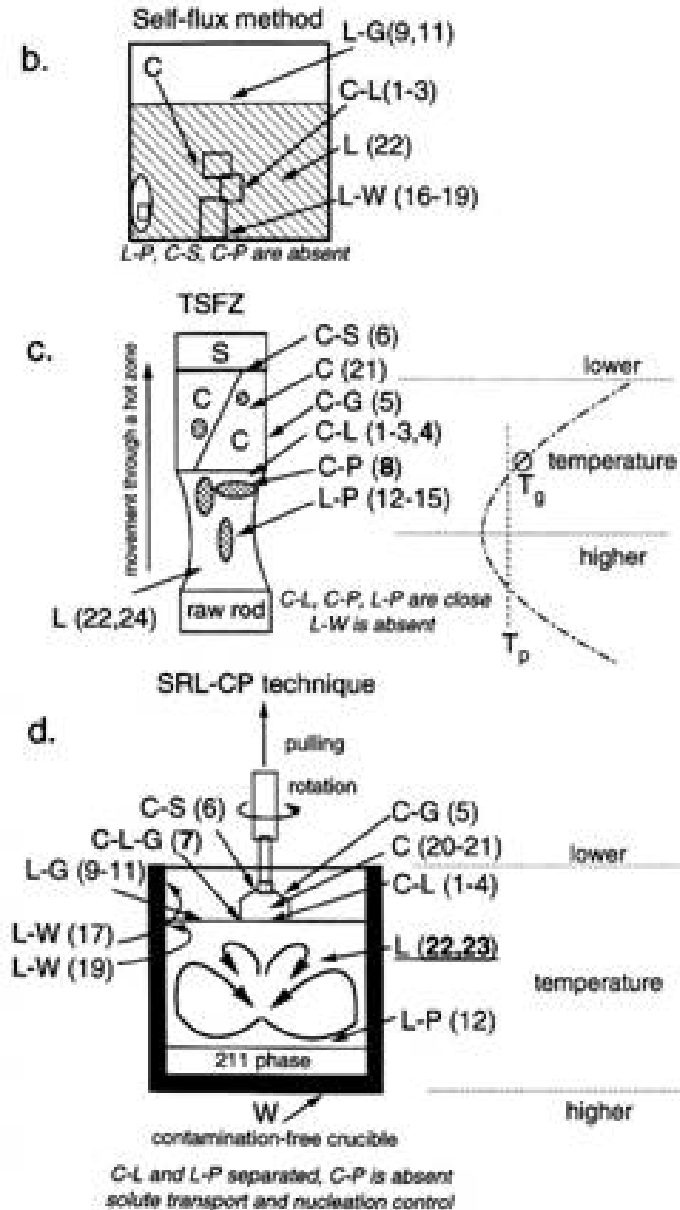 Self-flux method
b.
L-G(9,11)
C
C-L(1-3)
L (22)
L-W (16-19)
L-P, C-S, C-P are absent
TSFZ
c.
C-S (6)
S
C (21)
lower
C
C-G (5)
C
C-L (1-3,4)
C-P (8)
temperature
Tg
L-P (12-15)
movement through a hot zone
higher
L (22,24)
raw rod
C-L, C-P, L-P are close
L-W is absent
Tp
SRL-CP technique
d.
pulling
rotation
C-S (6)
C-G (5)
C-L-G (7)
C (20-21)
lower
L-G (9-11)
C-L (1-4)
L-W (17)
L (22,23)
L-W (19)
temperature
L-P (12)
211 phase
W
higher
contamination-free crucible
C-L and L-P separated, C-P is absent
solute transport and nucleation control